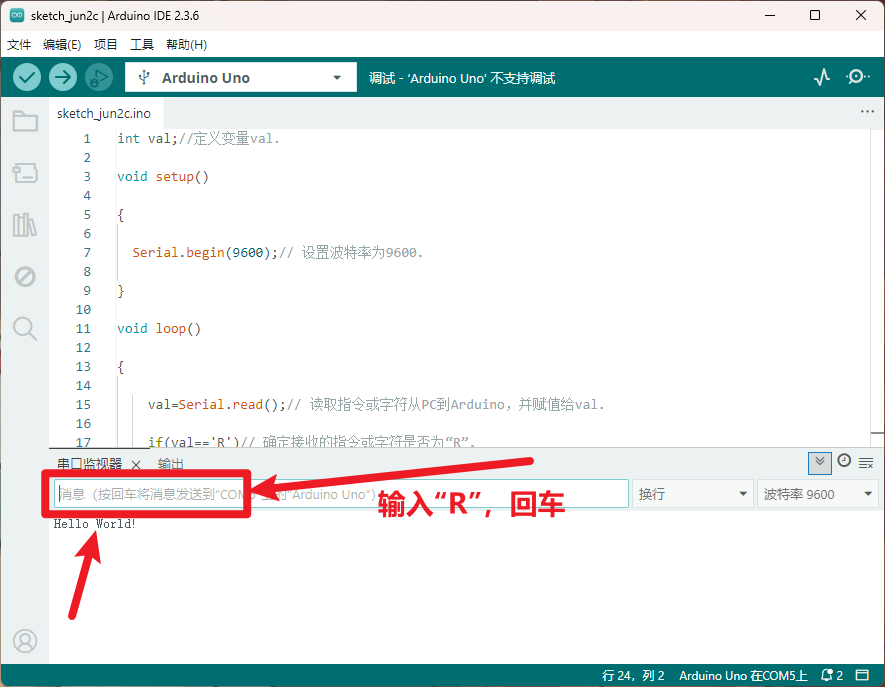 sketch_jun2c | Arduino IDE 2.3.6
文件 编辑(E) 项目 工具 帮助(H)
Arduino Uno 调试 - ‘Arduino Uno’ 不支持调试
sketch_jun2c.ino
1 int val;//定义变量val.
2
3 void setup()
4
5 {
6
7 Serial.begin(9600);// 设置波特率为9600.
8
9 }
10
11 void loop()
12
13 {
14
15 val=Serial.read();// 读取指令或字符从PC到Arduino，并赋值给val.
16
17 if(val=='R')// 确定接收的指令或字符是否为“R”.
串口监视器 输出
消息（按回车将消息发送到“COM5”上的“Arduino Uno”） 换行 波特率 9600
输入“R”，回车
Hello World!
行 24，列 2 Arduino Uno 在COM5上 2